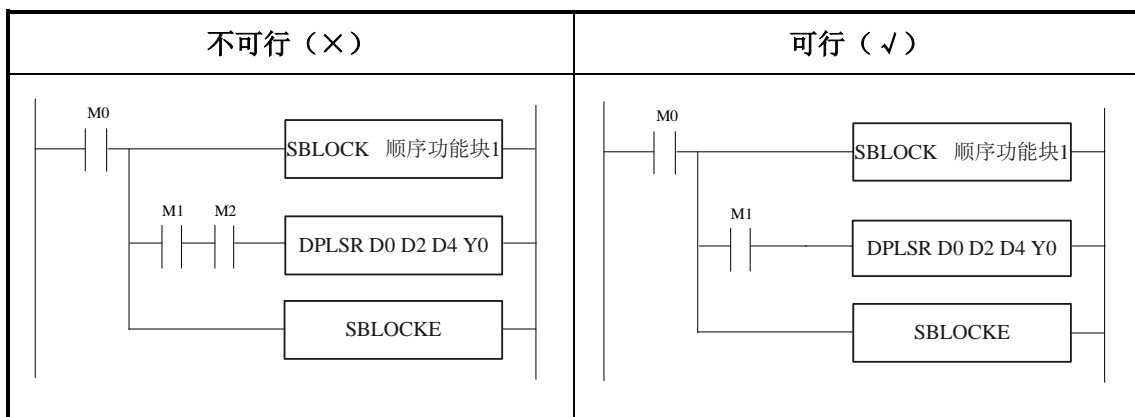 不可行（×） 可行（√）
M0 M0
SBLOCK 顺序功能块1 SBLOCK 顺序功能块1
M1 M2 M1
DPLSR D0 D2 D4 Y0 DPLSR D0 D2 D4 Y0
SBLOCKE SBLOCKE